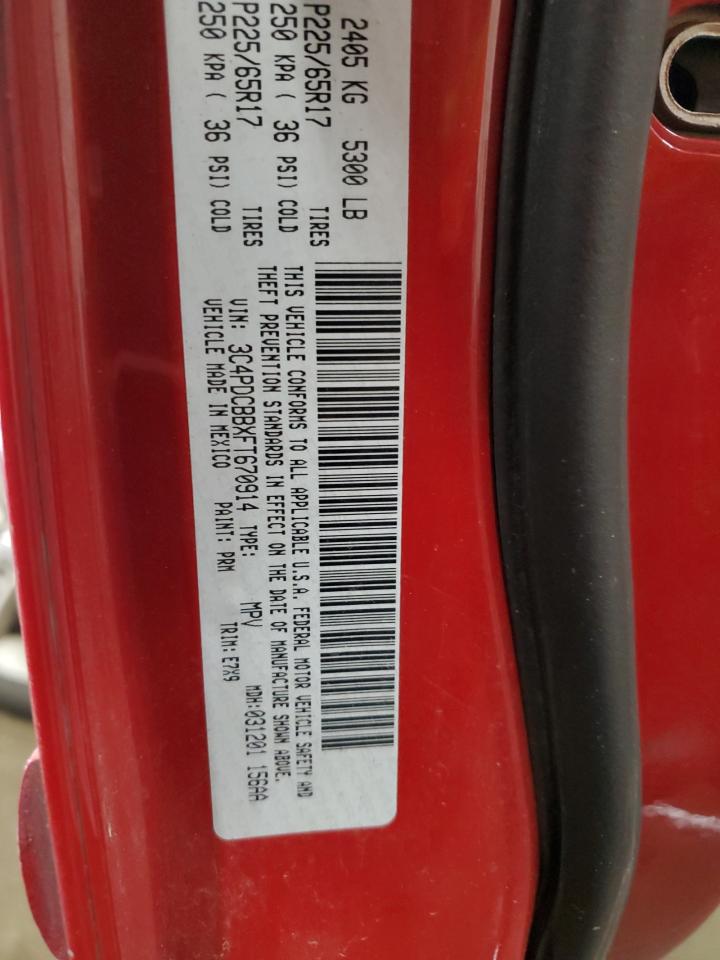 2405 KG 5300 LB
P225/65R17 TIRES
250 KPA ( 36 PSI) COLD
P225/65R17 TIRES
250 KPA ( 36 PSI) COLD
THIS VEHICLE CONFORMS TO ALL APPLICABLE U.S.A. FEDERAL MOTOR VEHICLE SAFETY AND
THEFT PREVENTION STANDARDS IN EFFECT ON THE DATE OF MANUFACTURE SHOWN ABOVE.
VIN: 3C4PDCBBXFT670914 TYPE: MPV MDH:031201 156AA
VEHICLE MADE IN MEXICO PAINT: PRM TRIM: E7X9